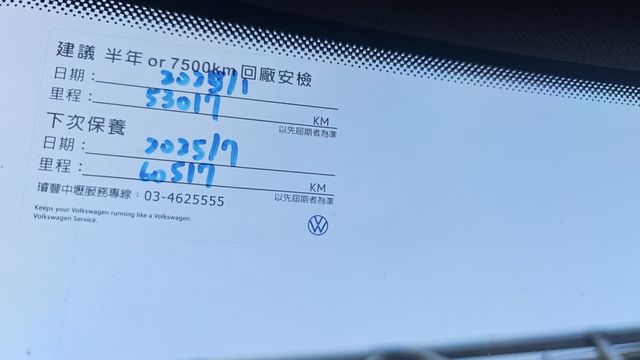 建議 半年 or 7500km 回廠安檢
日期：2025/1
里程：53017 KM
以先屆期者為準
下次保養
日期：2025/7
里程：60517 KM
以先屆期者為準
璿豐中壢服務專線：03-4625555
Keeps your Volkswagen running like a Volkswagen.
Volkswagen Service.